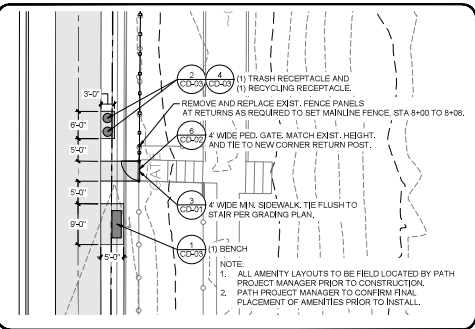 2
CD-03
4
CD-03
(1) TRASH RECEPTACLE AND
(1) RECYCLING RECEPTACLE.
3'-0"
REMOVE AND REPLACE EXIST. FENCE PANELS
AT RETURNS AS REQUIRED TO SET MAINLINE FENCE, STA 8+00 TO 8+08.
6'-0"
6
CD-02
4' WIDE PED. GATE. MATCH EXIST. HEIGHT.
AND TIE TO NEW CORNER RETURN POST.
5'-0"
5'-0"
3
CD-01
4' WIDE MIN. SIDEWALK. TIE FLUSH TO
STAIR PER GRADING PLAN.
9'-0"
1
CD-03
(1) BENCH
5'-0"
NOTE:
1. ALL AMENITY LAYOUTS TO BE FIELD LOCATED BY PATH
PROJECT MANAGER PRIOR TO CONSTRUCTION.
2. PATH PROJECT MANAGER TO CONFIRM FINAL
PLACEMENT OF AMENITIES PRIOR TO INSTALL.